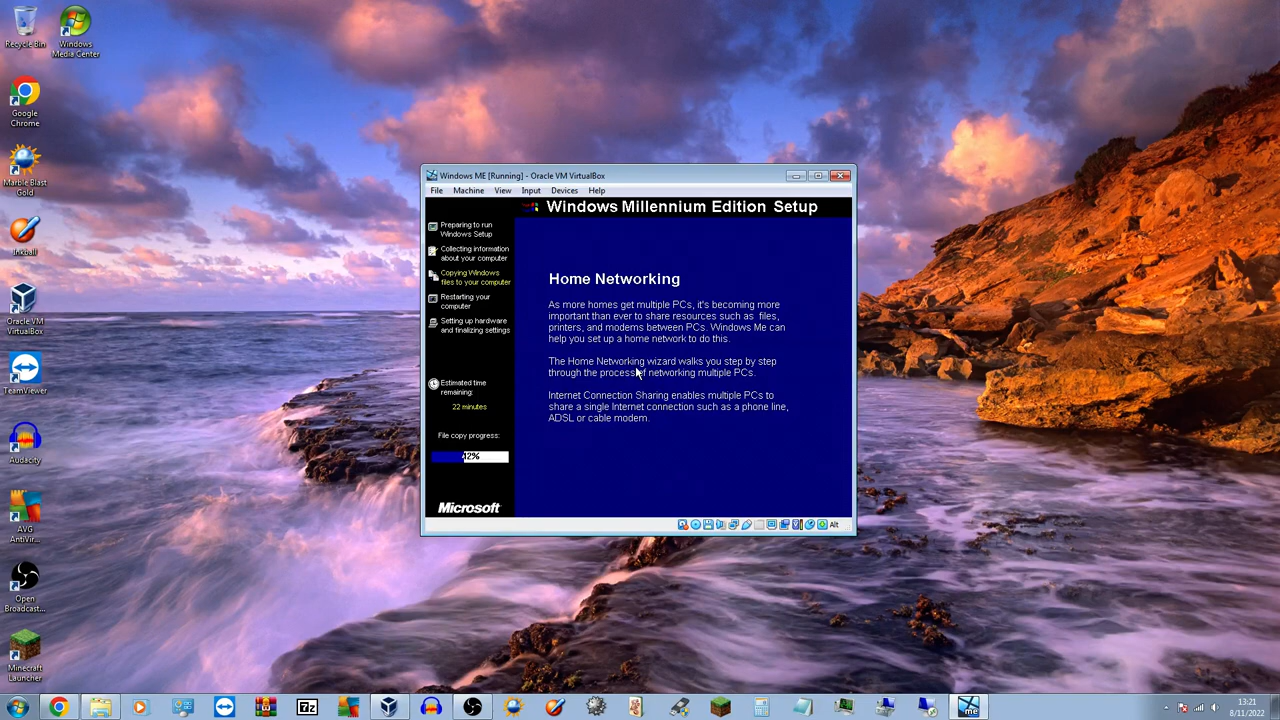 Recycle Bin
Windows
Media Center
Google
Chrome
Marble Blast
Gold
Inkball
Oracle VM
VirtualBox
TeamViewer
Audacity
AVG
AntiVir...
Open
Broadcast...
Minecraft
Launcher
Windows ME [Running] - Oracle VM VirtualBox
File Machine View Input Devices Help
Windows Millennium Edition Setup
Preparing to run
Windows Setup
Collecting information
about your computer
Copying Windows
files to your computer
Restarting your
computer
Setting up hardware
and finalizing settings
Estimated time
remaining:
22 minutes
File copy progress:
42%
Microsoft
Home Networking
As more homes get multiple PCs, it's becoming more
important than ever to share resources such as files,
printers, and modems between PCs. Windows Me can
help you set up a home network to do this.
The Home Networking wizard walks you step by step
through the process of networking multiple PCs.
Internet Connection Sharing enables multiple PCs to
share a single Internet connection such as a phone line,
ADSL or cable modem.
Alt
7z
me
13:21
8/11/2022